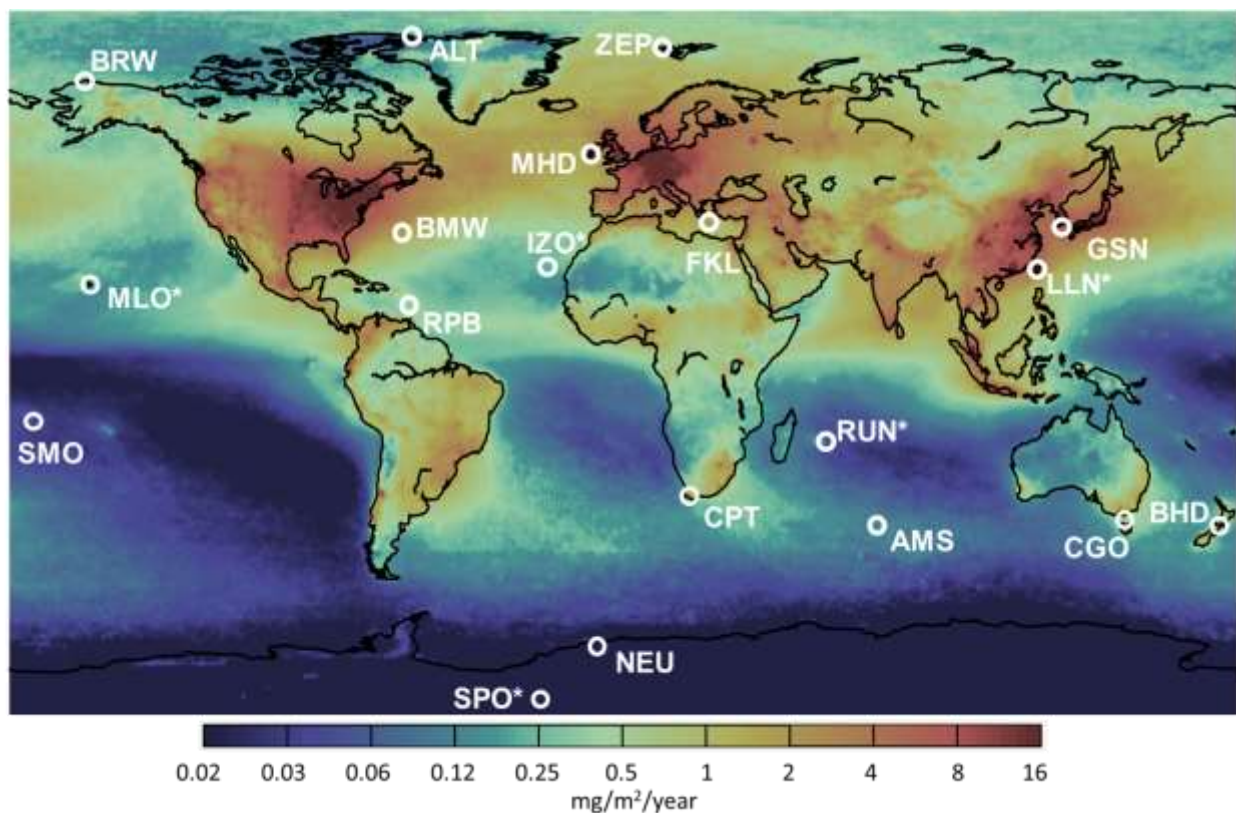 ALT
ZEP
BRW
MHD
BMW
IZO*
FKL
GSN
LLN*
MLO*
RPB
SMO
RUN*
CPT
AMS
CGO
BHD
NEU
SPO*
0.02 0.03 0.06 0.12 0.25 0.5 1 2 4 8 16
mg/m²/year